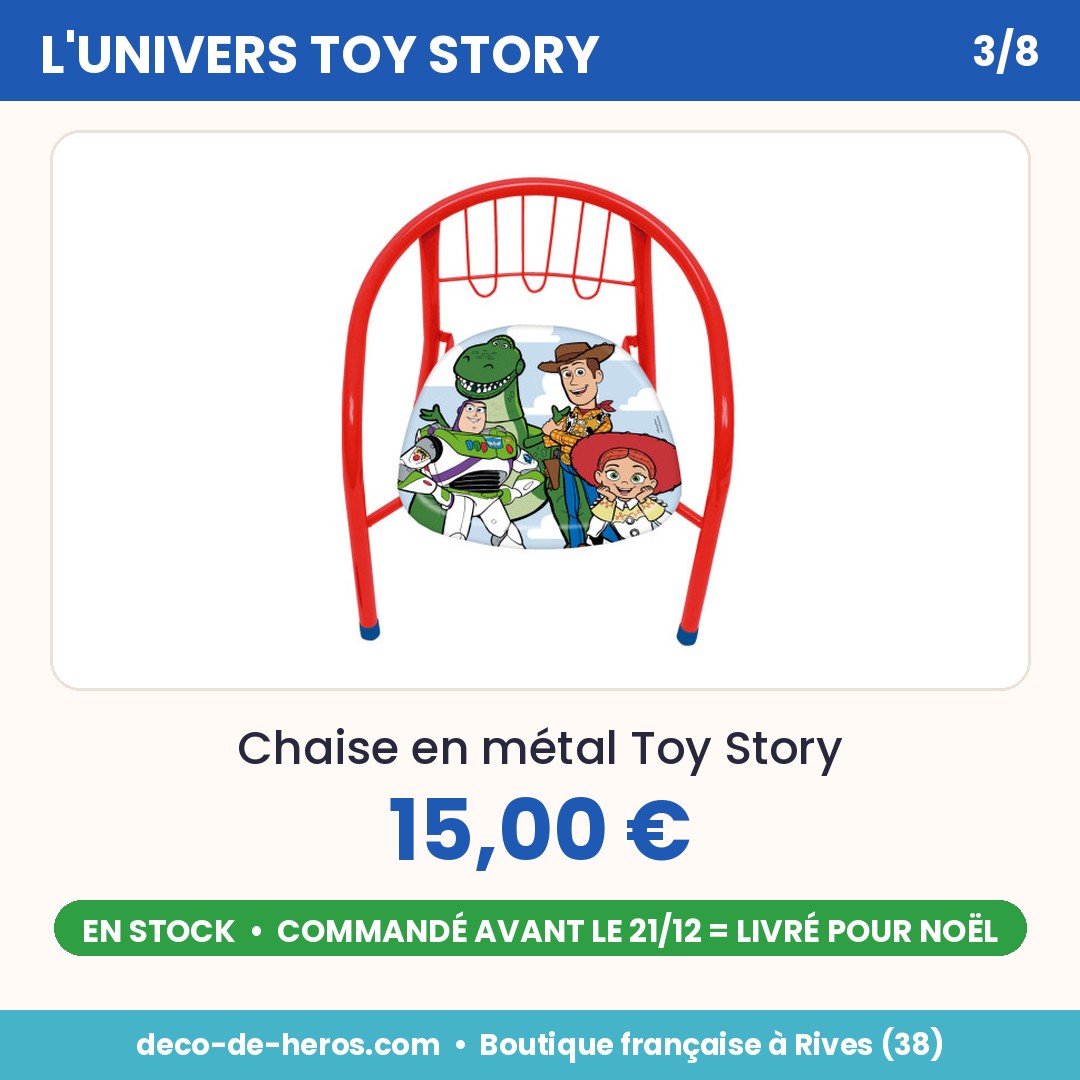 L'UNIVERS TOY STORY
3/8
Chaise en métal Toy Story
15,00 €
EN STOCK • COMMANDÉ AVANT LE 21/12 = LIVRÉ POUR NOËL
deco-de-heros.com • Boutique française à Rives (38)